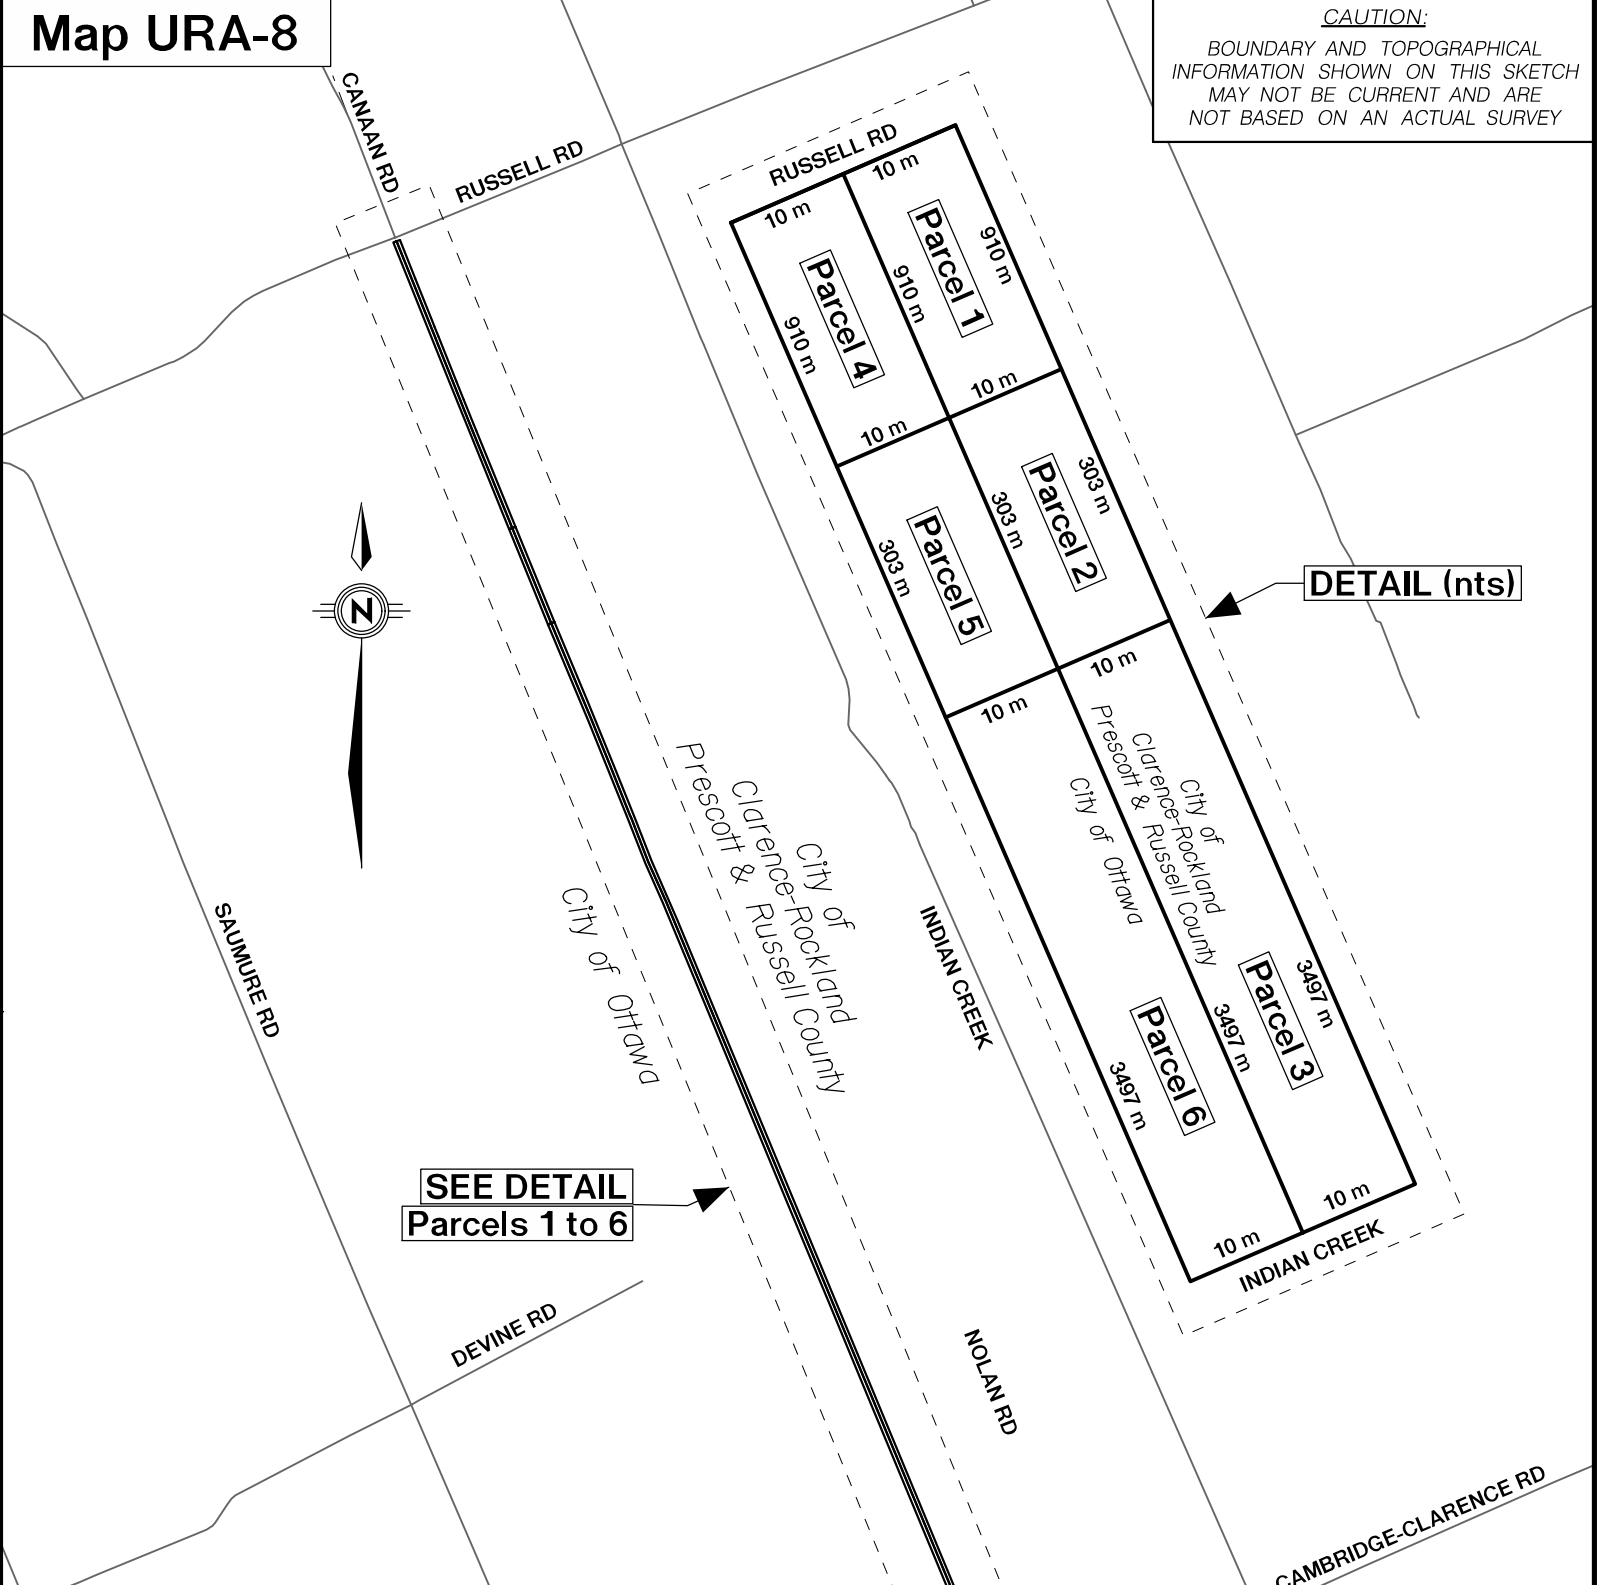 Map URA-8
CAUTION:
BOUNDARY AND TOPOGRAPHICAL
INFORMATION SHOWN ON THIS SKETCH
MAY NOT BE CURRENT AND ARE
NOT BASED ON AN ACTUAL SURVEY
CANAAN RD
RUSSELL RD
RUSSELL RD
10 m
10 m
Parcel 1
910 m
910 m
Parcel 4
910 m
10 m
10 m
Parcel 2
303 m
303 m
Parcel 5
303 m
DETAIL (nts)
N
10 m
10 m
City of
Clarence-Rockland
Prescott & Russell County
City of Ottawa
City of
Clarence-Rockland
Prescott & Russell County
City of Ottawa
SAUMURE RD
INDIAN CREEK
Parcel 3
3497 m
3497 m
Parcel 6
3497 m
SEE DETAIL
Parcels 1 to 6
10 m
10 m
INDIAN CREEK
DEVINE RD
NOLAN RD
CAMBRIDGE-CLARENCE RD